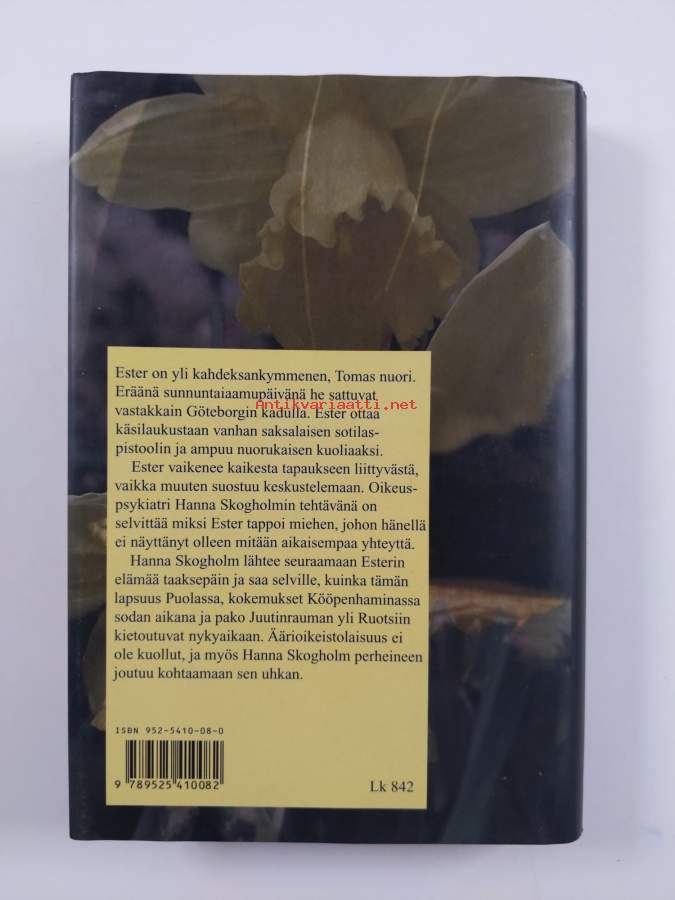 Ester on yli kahdeksankymmenen, Tomas nuori.
Eräänä sunnuntaiaamupäivänä he sattuvat
vastakkain Göteborgin kadulla. Ester ottaa
Antikvariaatti.net
käsilaukustaan vanhan saksalaisen sotilas-
pistoolin ja ampuu nuorukaisen kuoliaaksi.
Ester vaikenee kaikesta tapaukseen liittyvästä,
vaikka muuten suostuu keskustelemaan. Oikeus-
psykiatri Hanna Skogholmin tehtävänä on
selvittää miksi Ester tappoi miehen, johon hänellä
ei näyttänyt olleen mitään aikaisempaa yhteyttä.
Hanna Skogholm lähtee seuraamaan Esterin
elämää taaksepäin ja saa selville, kuinka tämän
lapsuus Puolassa, kokemukset Kööpenhaminassa
sodan aikana ja pako Juutinrauman yli Ruotsiin
kietoutuvat nykyaikaan. Äärioikeistolaisuus ei
ole kuollut, ja myös Hanna Skogholm perheineen
joutuu kohtaamaan sen uhkan.
ISBN 952-5410-08-0
9 789525 410082
Lk 842